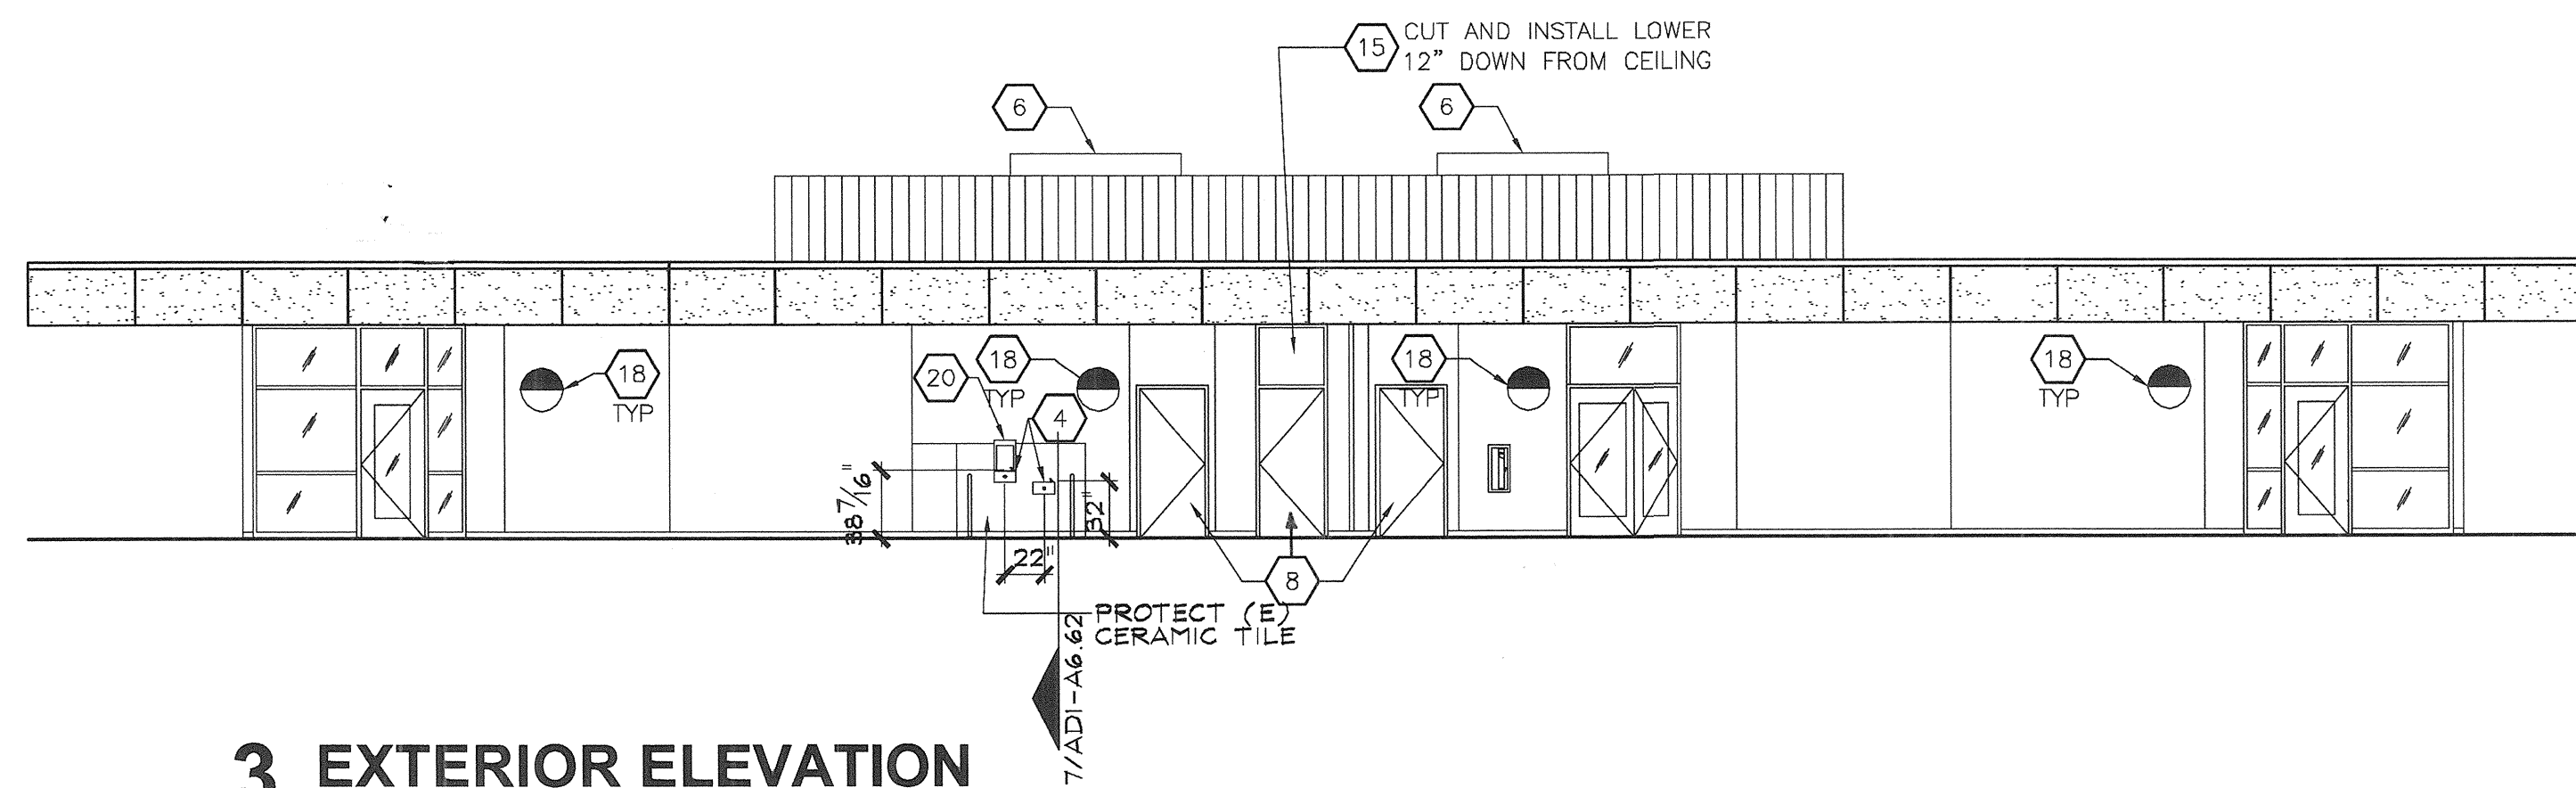 15 CUT AND INSTALL LOWER
12” DOWN FROM CEILING
6
6
18
TYP
20
18
TYP
4
18
TYP
18
TYP
38 7/16"
32"
22"
8
PROTECT (E)
CERAMIC TILE
7/AD1-A6.62
3 EXTERIOR ELEVATION